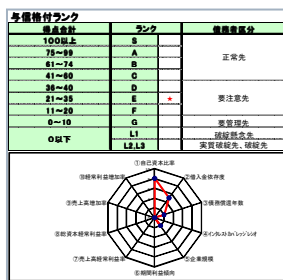 与信格付ランク
得点合計 ランク 債務者区分
100以上 S
75~99 A 正常先
61~74 B
41~60 C
36~40 D
21~35 E * 要注意先
11~20 F
0~10 G 要管理先
0以下 L1 破綻懸念先
L2,L3 実質破綻先、破綻先
①自己資本比率
②借入金依存度
③債務償還年数
④インタレストカバレッジレシオ
⑤企業規模
⑥期間利益傾向
⑦売上高経常利益率
⑧総資本経常利益率
⑨売上高増加率
⑩経常利益増加率